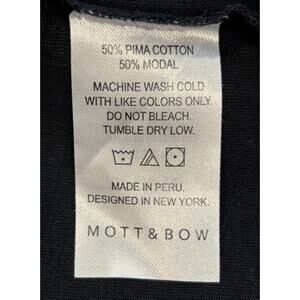 50% PIMA COTTON
50% MODAL
MACHINE WASH COLD
WITH LIKE COLORS ONLY.
DO NOT BLEACH.
TUMBLE DRY LOW.
MADE IN PERU.
DESIGNED IN NEW YORK.
MOTT & BOW